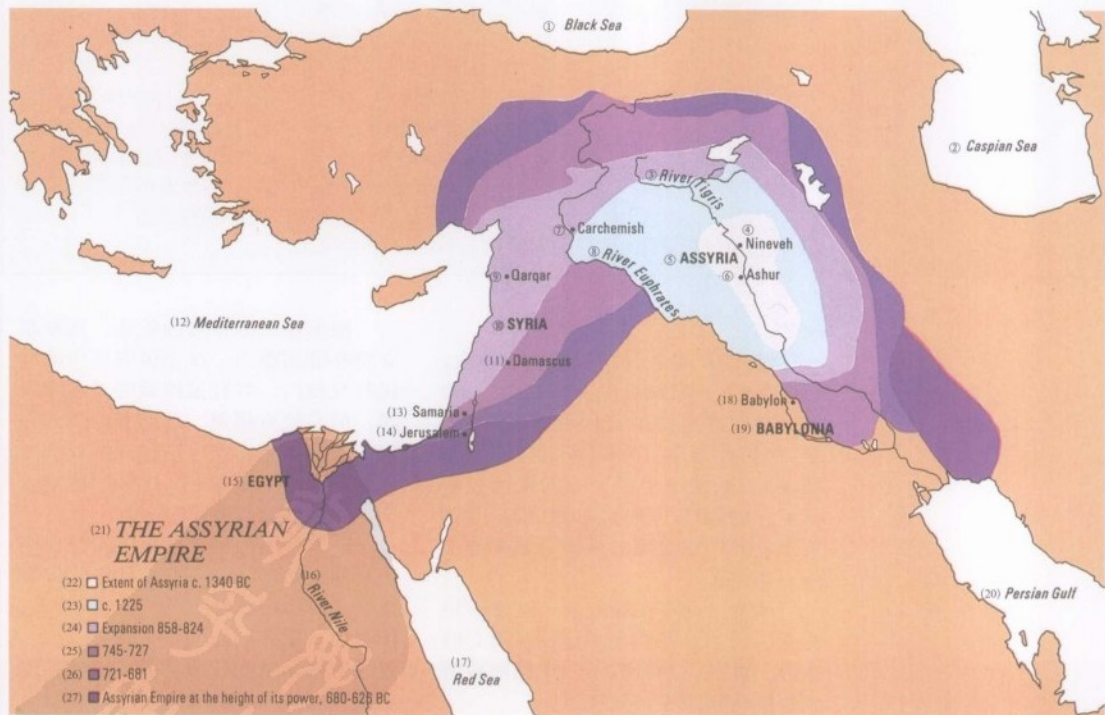 ① Black Sea
② Caspian Sea
③ River Tigris
④
Nineveh
⑤ ASSYRIA
⑥ Ashur
⑦ Carchemish
⑧ River Euphrates
⑨ Qarqar
(12) Mediterranean Sea
⑩ SYRIA
(11) Damascus
(13) Samaria
(14) Jerusalem
(18) Babylon
(19) BABYLONIA
(15) EGYPT
(21) THE ASSYRIAN
EMPIRE
(22) Extent of Assyria c. 1340 BC
(23) c. 1225
(24) Expansion 858-824
(25) 745-727
(26) 721-681
(27) Assyrian Empire at the height of its power, 680-626 BC
(16)
River Nile
(17)
Red Sea
(20) Persian Gulf